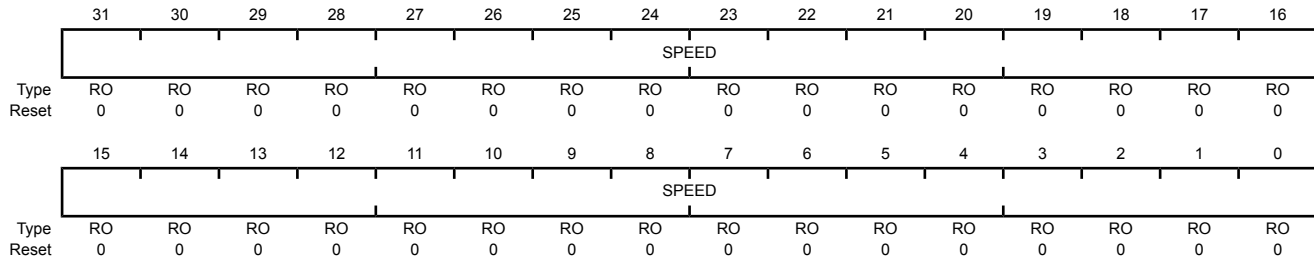 31 30 29 28 27 26 25 24 23 22 21 20 19 18 17 16
SPEED
Type RO RO RO RO RO RO RO RO RO RO RO RO RO RO RO RO
Reset 0 0 0 0 0 0 0 0 0 0 0 0 0 0 0 0
15 14 13 12 11 10 9 8 7 6 5 4 3 2 1 0
SPEED
Type RO RO RO RO RO RO RO RO RO RO RO RO RO RO RO RO
Reset 0 0 0 0 0 0 0 0 0 0 0 0 0 0 0 0